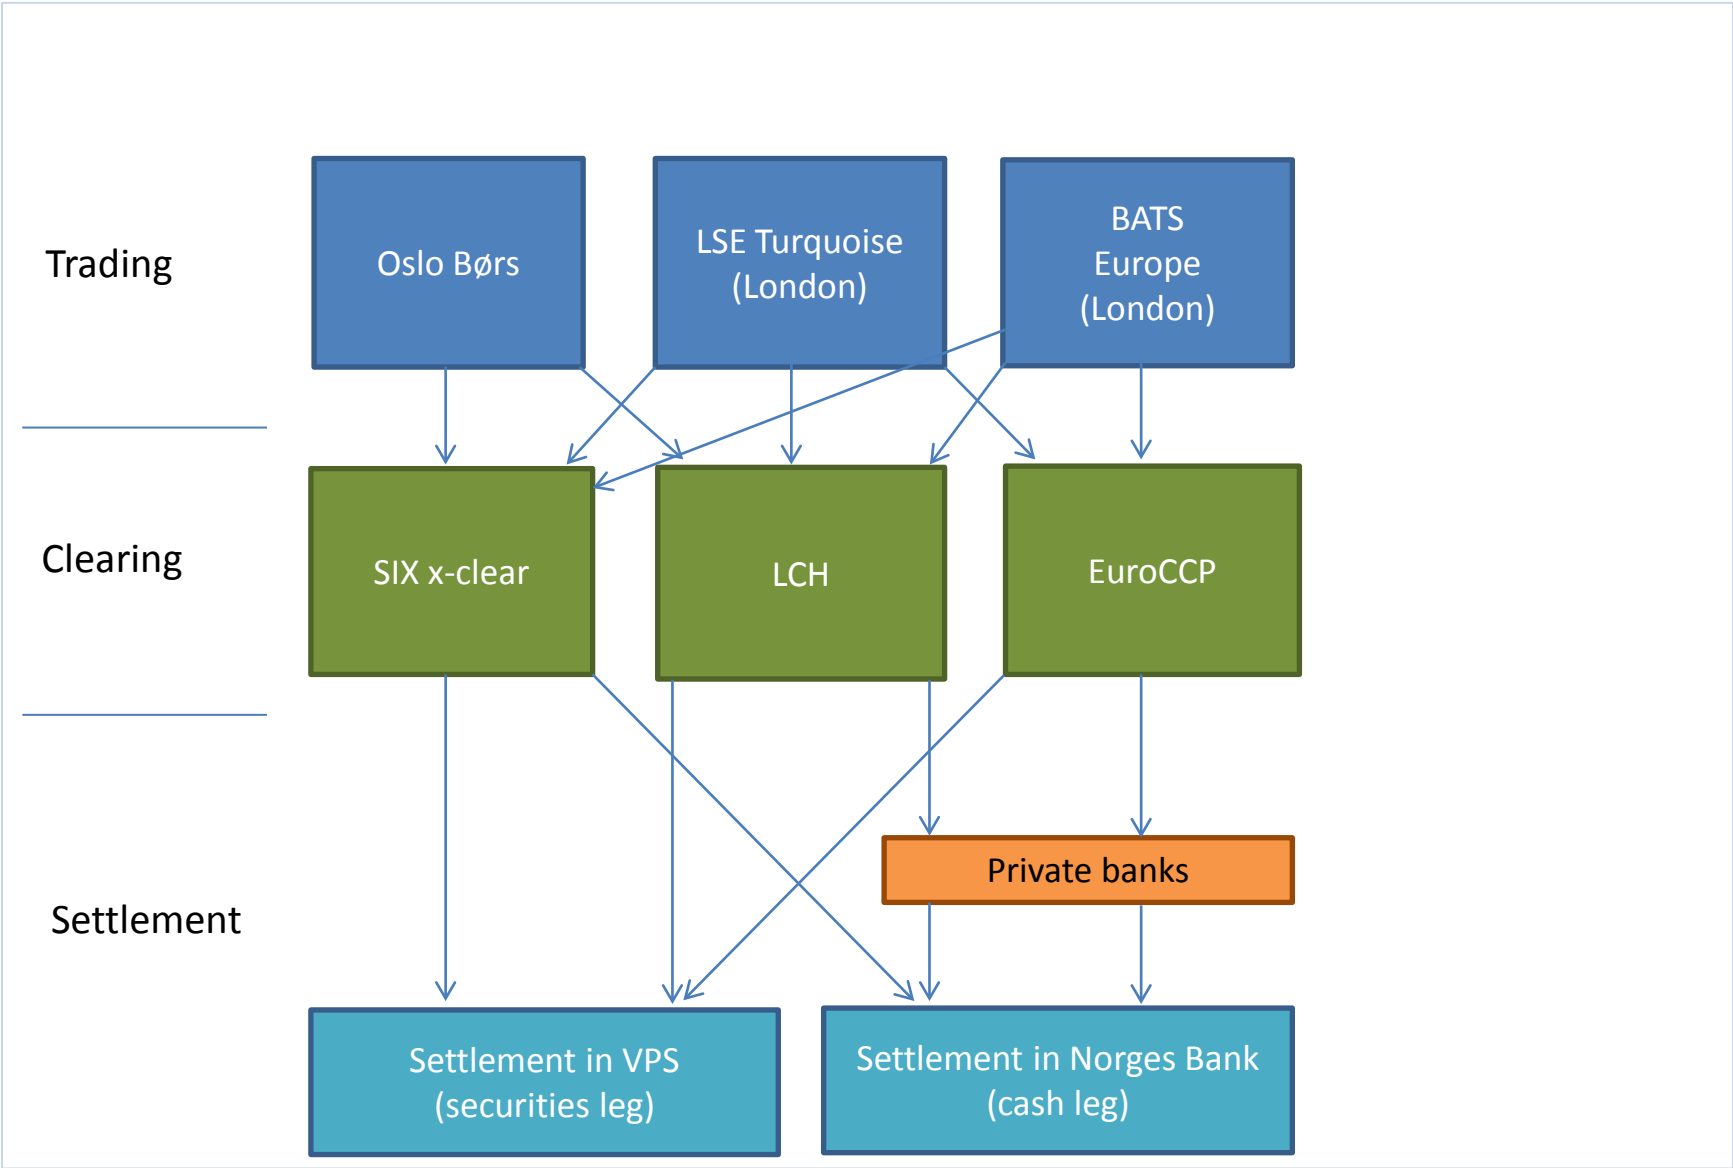 Trading
Oslo Børs
LSE Turquoise
(London)
BATS
Europe
(London)
Clearing
SIX x-clear
LCH
EuroCCP
Settlement
Private banks
Settlement in VPS
(securities leg)
Settlement in Norges Bank
(cash leg)